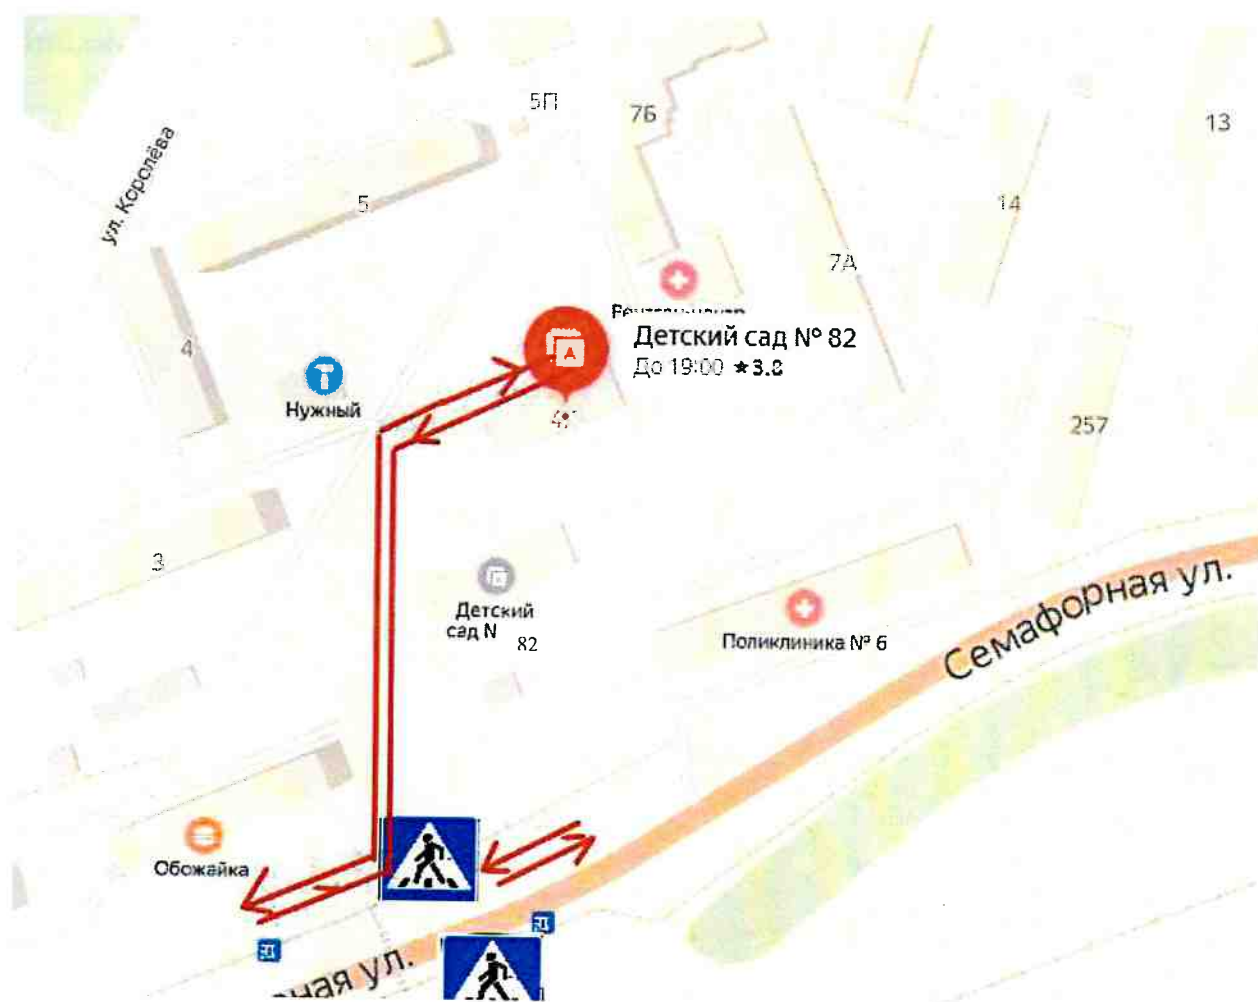 5П
7Б
13
ул. Королёва
5
14
7А
4
Детский сад № 82
До 19:00 ★3.8
Нужный
257
3
Детский
сад N 82
Поликлиника № 6
Семафорная ул.
Обожайка
ная ул.